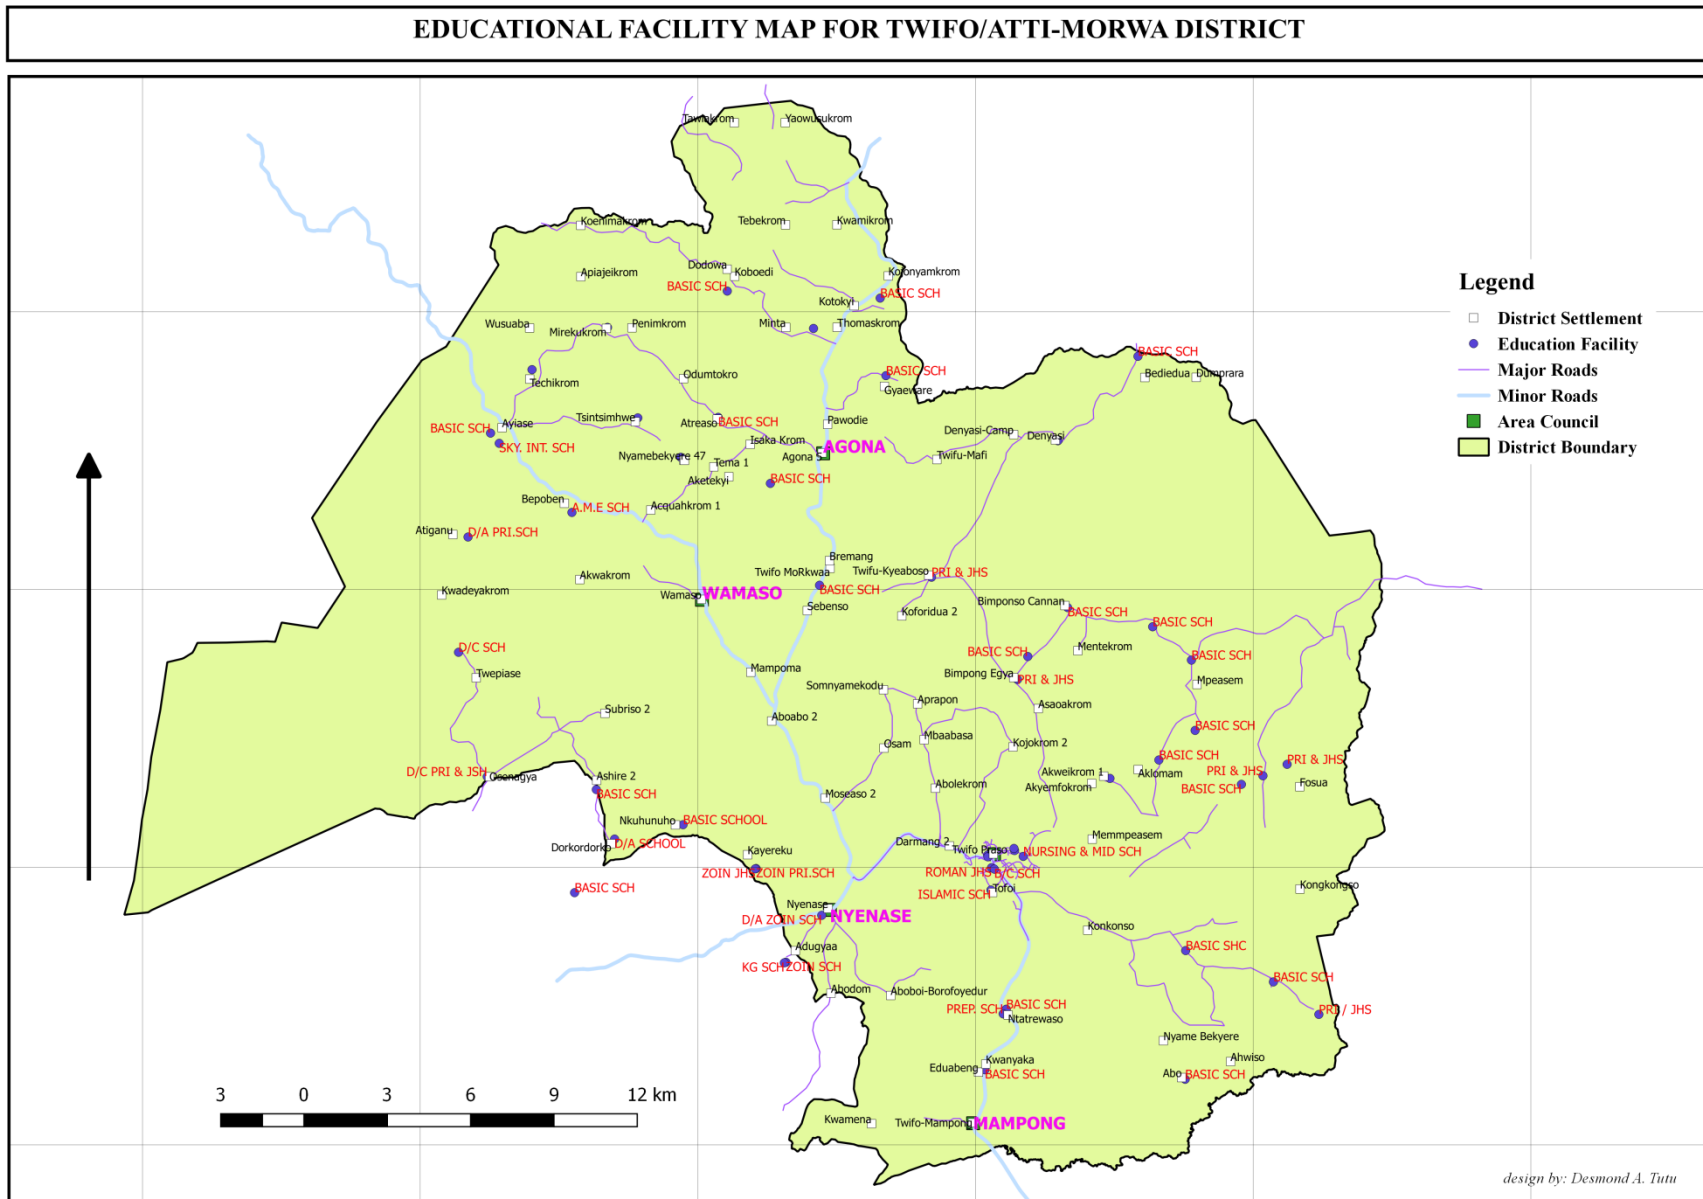 EDUCATIONAL FACILITY MAP FOR TWIFO/ATTI-MORWA DISTRICT
Tawiakrom
Yaowusukrom
Koenimakrom
Tebekrom
Kwamikrom
Dodowa
Koboedi
Apiajeikrom
Kojonyamkrom
BASIC SCH
BASIC SCH
Kotokyi
Wusuaba
Mirekukrom
Penimkrom
Minta
Thomaskrom
BASIC SCH
Techikrom
Odumtokro
BASIC SCH
Gyaeware
Bediedua
Dumprara
BASIC SCH
Ayiase
SKY. INT. SCH
Tsintsimhwe
Atreaso
BASIC SCH
Pawodie
Isaka Krom
AGONA
Agona S
Denyasi-Camp
Denyasi
Twifu-Mafi
Nyamebekyere 47
Tema 1
Aketekyi
BASIC SCH
Bepoben
A.M.E SCH
Acquahkrom 1
Atiganu
D/A PRI.SCH
Bremang
Twifo MoRkwaa
BASIC SCH
Twifu-Kyeaboso
PRI & JHS
Akwakrom
Kwadeyakrom
Wamaso
WAMASO
Sebenso
Koforidua 2
Bimponso Cannan
BASIC SCH
BASIC SCH
D/C SCH
Twepiase
Mampoma
BASIC SCH
Mentekrom
BASIC SCH
Bimpong Egya
PRI & JHS
Mpeasem
Somnyamekodu
Aprapon
Asaoakrom
Subriso 2
Aboabo 2
BASIC SCH
Osam
Mbaabasa
Kojokrom 2
D/C PRI & JSH
Osenagya
Ashire 2
BASIC SCH
Moseaso 2
Abolekrom
Akweikrom 1
Akyemfokrom
BASIC SCH
Aklomam
PRI & JHS
BASIC SCH
PRI & JHS
Fosua
Nkuhunuho
BASIC SCHOOL
Dorkordorko
D/A SCHOOL
Kayereku
Darmang 2
Twifo Praso
NURSING & MID SCH
Memmpeasem
ZOIN JHS
ZOIN PRI.SCH
ROMAN JHS
D/C SCH
BASIC SCH
ISLAMIC SCH
Tofoi
Kongkongso
Nyenase
D/A ZOIN SCH
NYENASE
Konkonso
Adugyaa
KG SCH
ZOIN SCH
BASIC SHC
BASIC SCH
Abodom
Aboboi-Borofoyedur
PREP. SCH
BASIC SCH
Ntatrewaso
PRI / JHS
Nyame Bekyere
Kwanyaka
Eduabeng
BASIC SCH
Ahwiso
Abo
BASIC SCH
Kwamena
Twifo-Mampong
MAMPONG
Legend
District Settlement
Education Facility
Major Roads
Minor Roads
Area Council
District Boundary
3 0 3 6 9 12 km
design by: Desmond A. Tutu